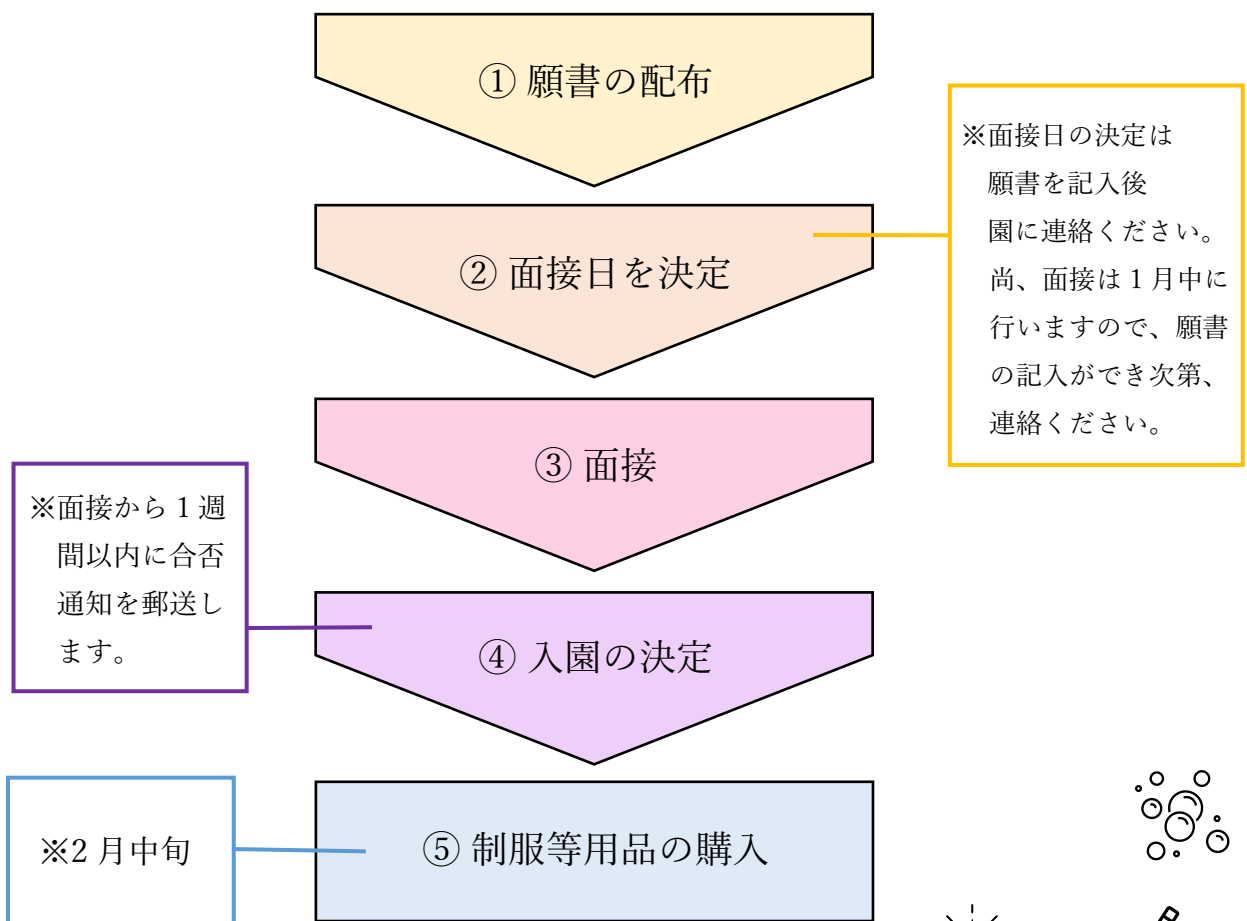 ① 願書の配布
② 面接日を決定
※面接日の決定は
願書を記入後
園に連絡ください。
尚、面接は 1 月中に
行いますので、願書
の記入ができ次第、
連絡ください。
③ 面接
※面接から 1 週
間以内に合否
通知を郵送し
ます。
④ 入園の決定
※2 月中旬
⑤ 制服等用品の購入